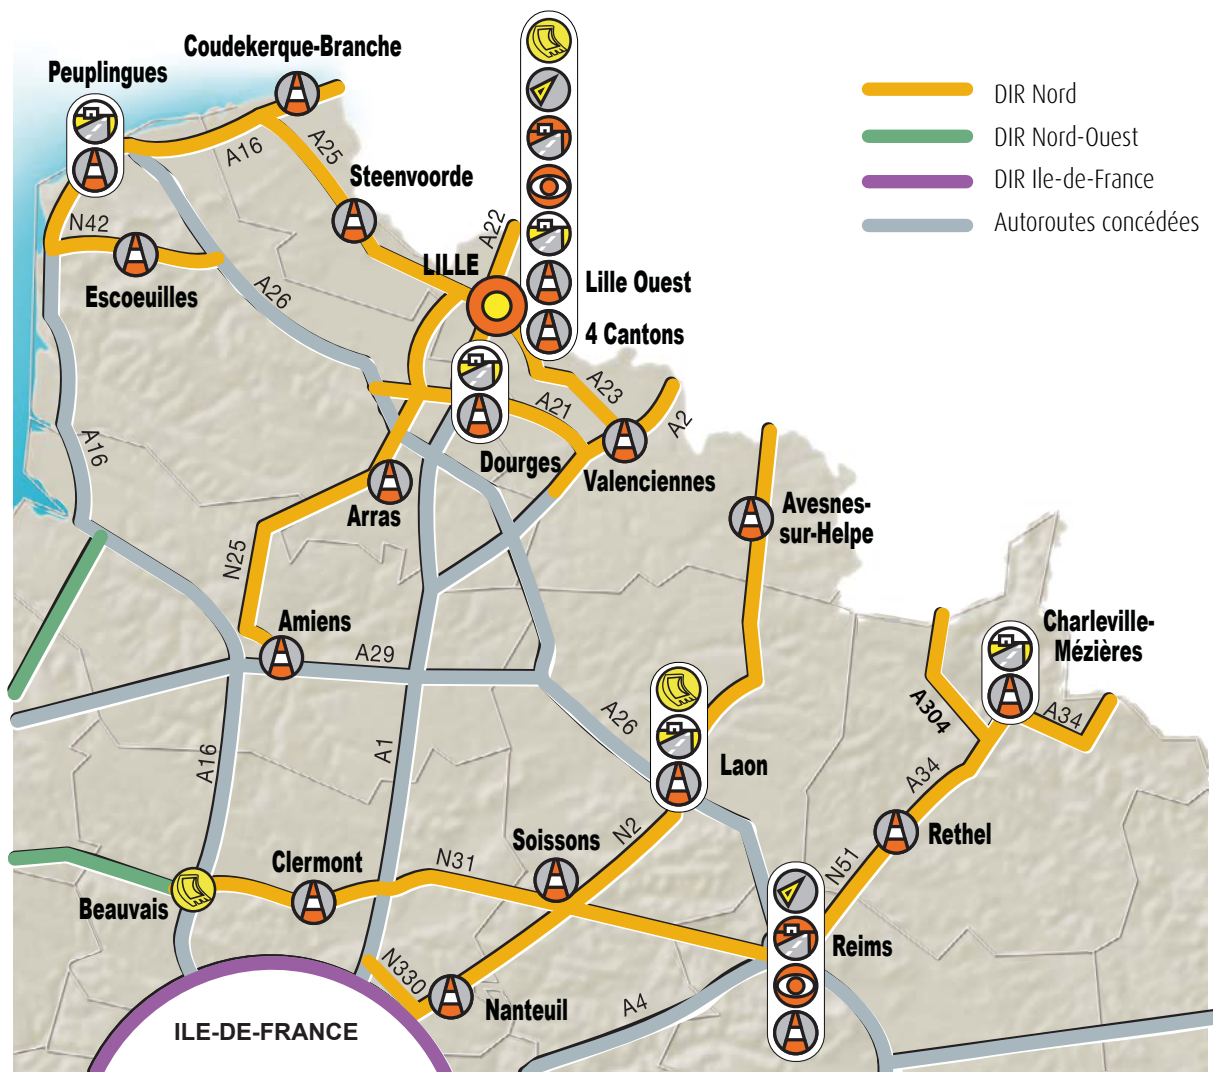 Coudekerque-Branche
Peuplingues
DIR Nord
DIR Nord-Ouest
DIR Ile-de-France
Autoroutes concédées
A16
A25
Steenvoorde
N42
A22
LILLE
Escoeuilles
A26
Lille Ouest
4 Cantons
A23
A21
A2
A16
Dourges
Valenciennes
Arras
Avesnes-
sur-Helpe
N25
Amiens
A29
Charleville-
Mézières
A26
A304
A34
A16
A1
Laon
A34
Soissons
N2
Rethel
Clermont
N31
N51
Beauvais
Reims
N330
Nanteuil
A4
ILE-DE-FRANCE